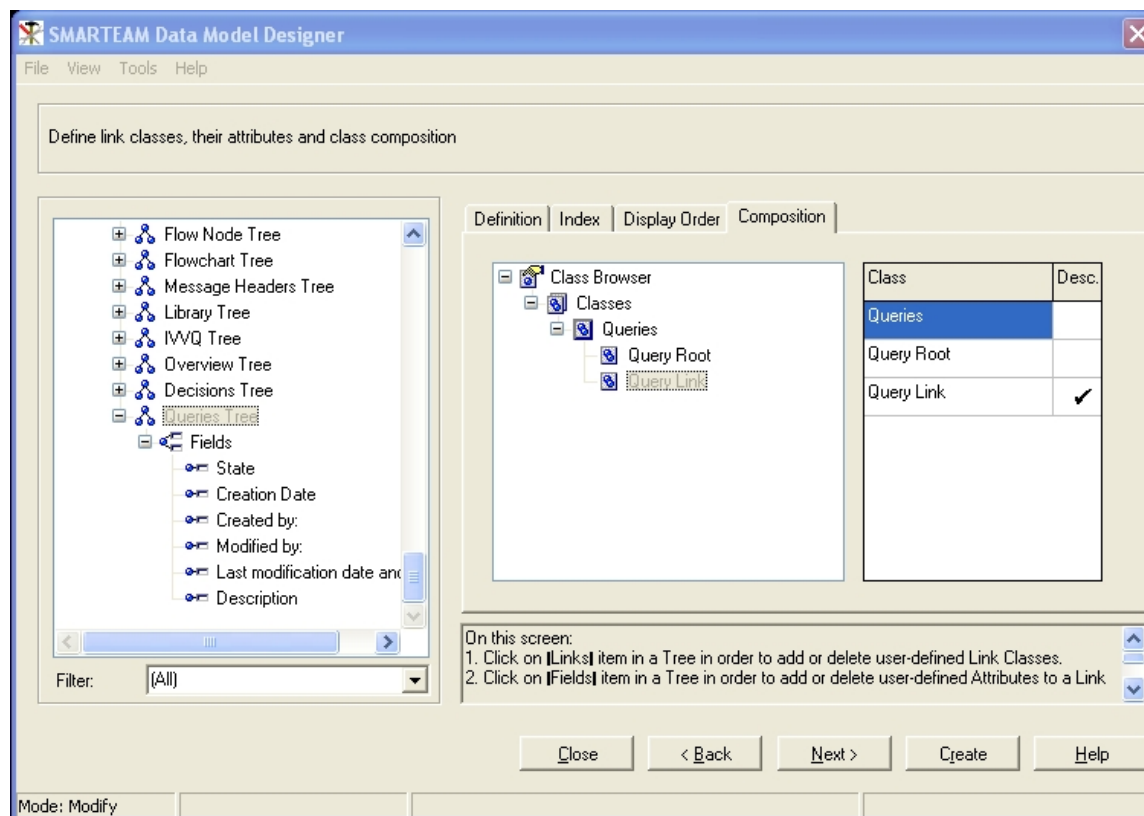 SMARTEAM Data Model Designer
File View Tools Help
Define link classes, their attributes and class composition
Flow Node Tree
Flowchart Tree
Message Headers Tree
Library Tree
IVVQ Tree
Overview Tree
Decisions Tree
Queries Tree
Fields
State
Creation Date
Created by:
Modified by:
Last modification date and
Description
Filter: (All)
Definition Index Display Order Composition
Class Browser
Classes
Queries
Query Root
Query Link
Class Desc.
Queries
Query Root
Query Link ✓
On this screen:
1. Click on |Links| item in a Tree in order to add or delete user-defined Link Classes.
2. Click on |Fields| item in a Tree in order to add or delete user-defined Attributes to a Link
Close < Back Next > Create Help
Mode: Modify